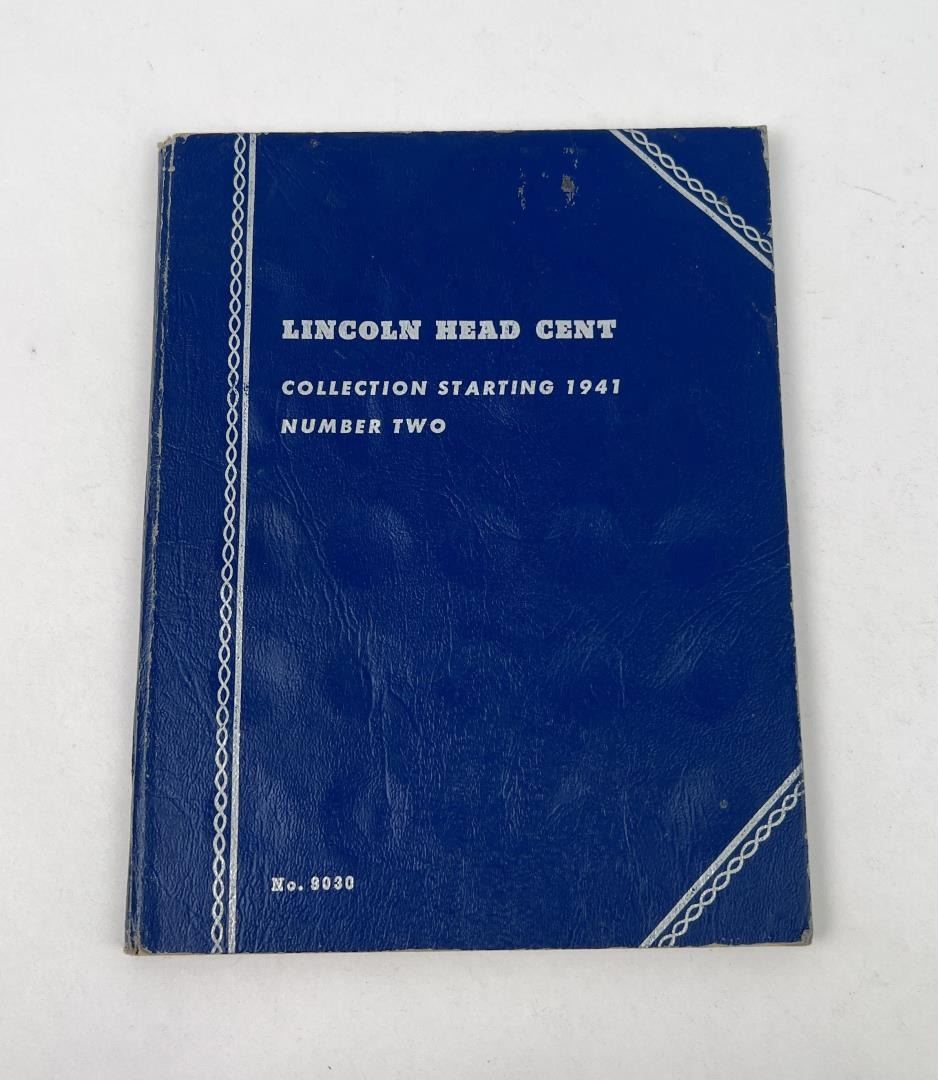 LINCOLN HEAD CENT
COLLECTION STARTING 1941
NUMBER TWO
No. 9030